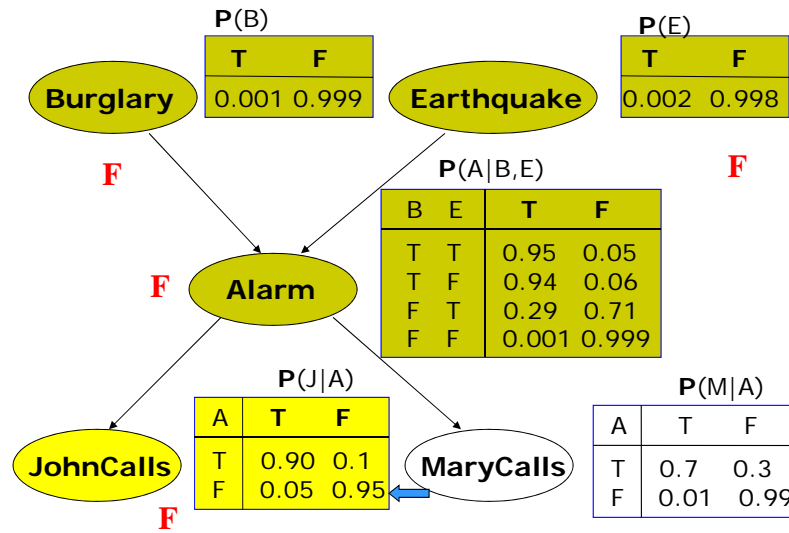 P(B)
T F
0.001 0.999
Burglary
P(E)
T F
0.002 0.998
Earthquake
F
F
P(A|B,E)
B E T F
T T 0.95 0.05
T F 0.94 0.06
F T 0.29 0.71
F F 0.001 0.999
F
Alarm
P(J|A)
A T F
T 0.90 0.1
F 0.05 0.95
JohnCalls
F
MaryCalls
P(M|A)
A T F
T 0.7 0.3
F 0.01 0.99